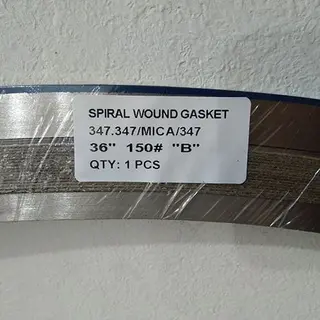 SPIRAL WOUND GASKET
347.347/MICA/347
36" 150# "B"
QTY: 1 PCS